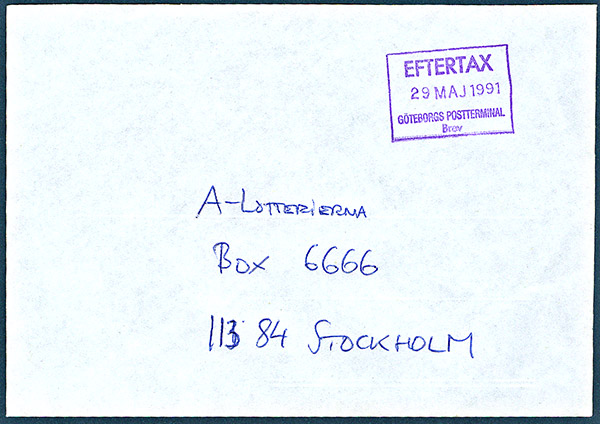 EFTERTAX
29 MAJ 1991
GÖTEBORGS POSTTERMINAL
Brev
A-LOTTERIERNA
BOX 6666
113 84 STOCKHOLM